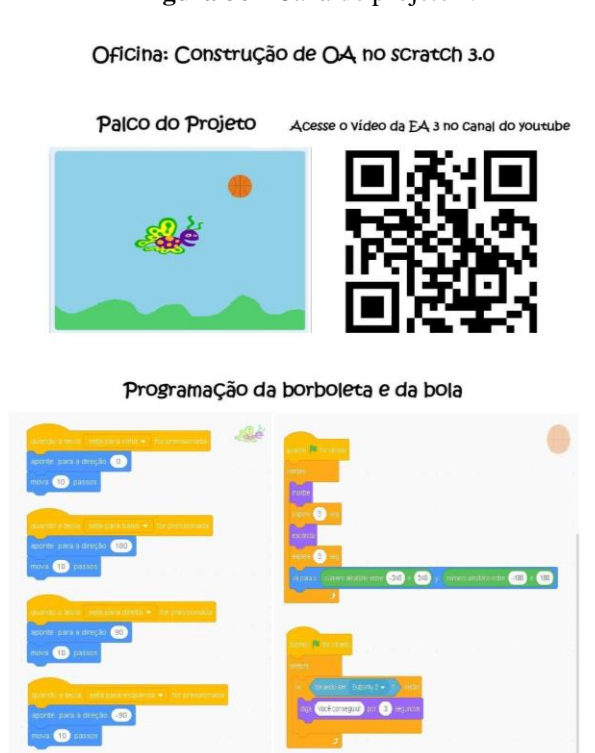 Oficina: Construção de OA no scratch 3.0
Palco do Projeto
Acesse o vídeo da EA 3 no canal do youtube
Programação da borboleta e da bola
quando a tecla seta para cima for pressionada
aponte para a direção 0
mova 10 passos
quando a tecla seta para baixo for pressionada
aponte para a direção 180
mova 10 passos
quando a tecla seta para direita for pressionada
aponte para a direção 90
mova 10 passos
quando a tecla seta para esquerda for pressionada
aponte para a direção -90
mova 10 passos
quando for clicado
sempre
mostre
espere 3 seg
esconda
espere 3 seg
vá para x número aleatório entre -240 e 240 y número aleatório entre -180 e 180
quando for clicado
sempre
se tocando em Butterfly 2 ? então
diga você conseguiu! por 3 segundos